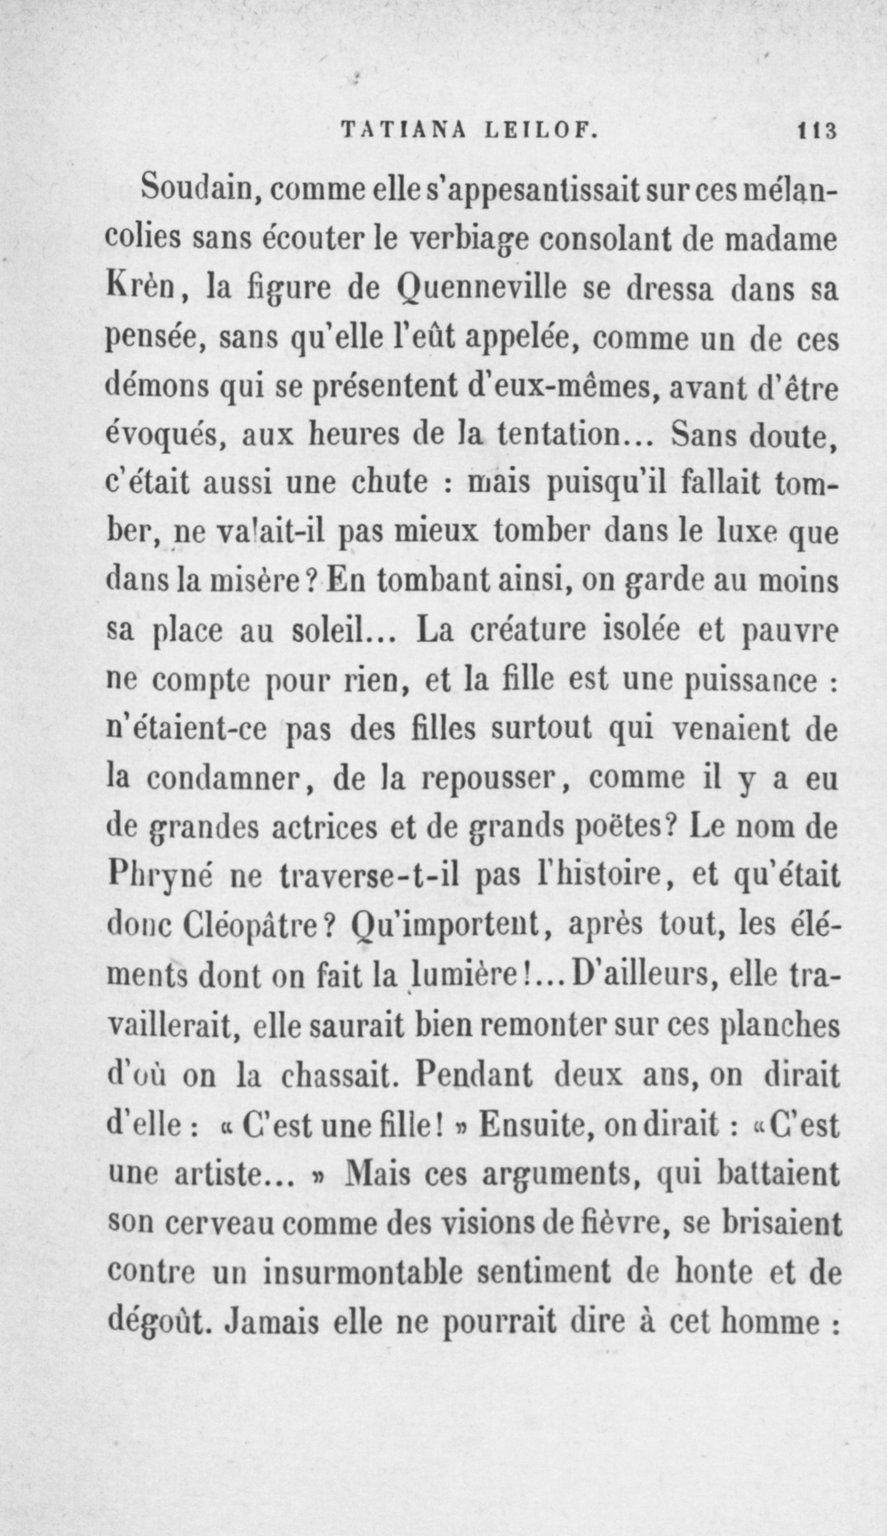 TATIANA LEILOF. 113
Soudain, comme elle s'appesantissait sur ces mélan-
colies sans écouter le verbiage consolant de madame
Krèn, la figure de Quenneville se dressa dans sa
pensée, sans qu'elle l'eût appelée, comme un de ces
démons qui se présentent d'eux-mêmes, avant d'être
évoqués, aux heures de la tentation... Sans doute,
c'était aussi une chute : mais puisqu'il fallait tom-
ber, ne valait-il pas mieux tomber dans le luxe que
dans la misère ? En tombant ainsi, on garde au moins
sa place au soleil... La créature isolée et pauvre
ne compte pour rien, et la fille est une puissance :
n'étaient-ce pas des filles surtout qui venaient de
la condamner, de la repousser, comme il y a eu
de grandes actrices et de grands poëtes? Le nom de
Phryné ne traverse-t-il pas l'histoire, et qu'était
donc Cléopâtre? Qu'importent, après tout, les élé-
ments dont on fait la lumière!... D'ailleurs, elle tra-
vaillerait, elle saurait bien remonter sur ces planches
d'où on la chassait. Pendant deux ans, on dirait
d'elle : « C'est une fille! » Ensuite, on dirait : « C'est
une artiste... » Mais ces arguments, qui battaient
son cerveau comme des visions de fièvre, se brisaient
contre un insurmontable sentiment de honte et de
dégoût. Jamais elle ne pourrait dire à cet homme :